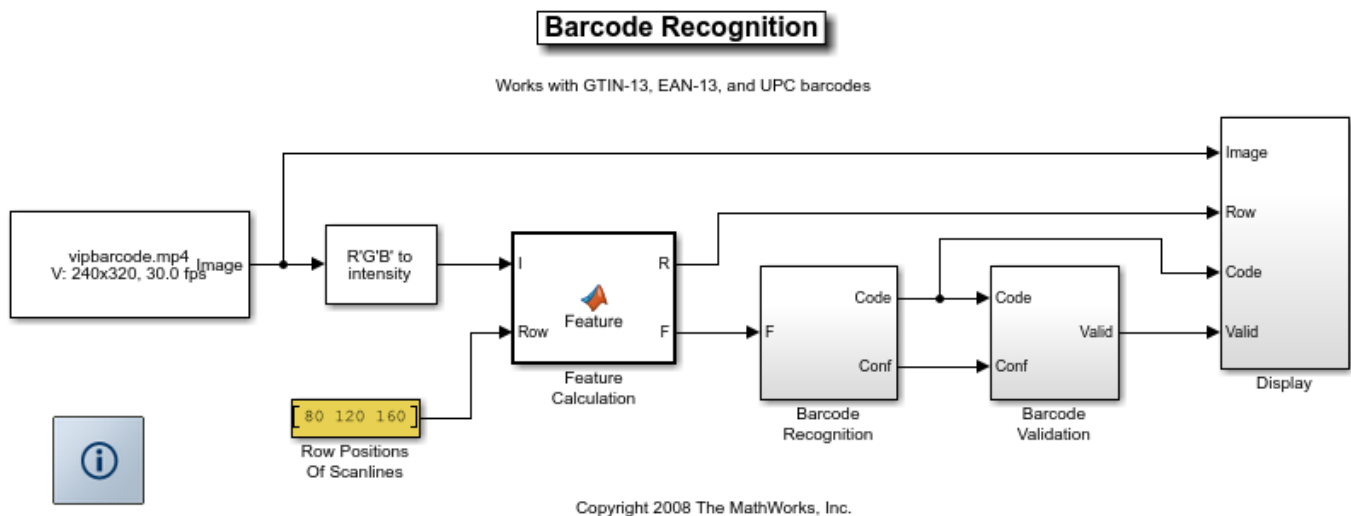 Barcode Recognition
Works with GTIN-13, EAN-13, and UPC barcodes
vipbarcode.mp4
V: 240x320, 30.0 fps
Image
R'G'B' to
intensity
I
Row
Feature
R
F
Feature
Calculation
[80 120 160]
Row Positions
Of Scanlines
F
Code
Conf
Barcode
Recognition
Code
Conf
Valid
Barcode
Validation
Image
Row
Code
Valid
Display
i
Copyright 2008 The MathWorks, Inc.